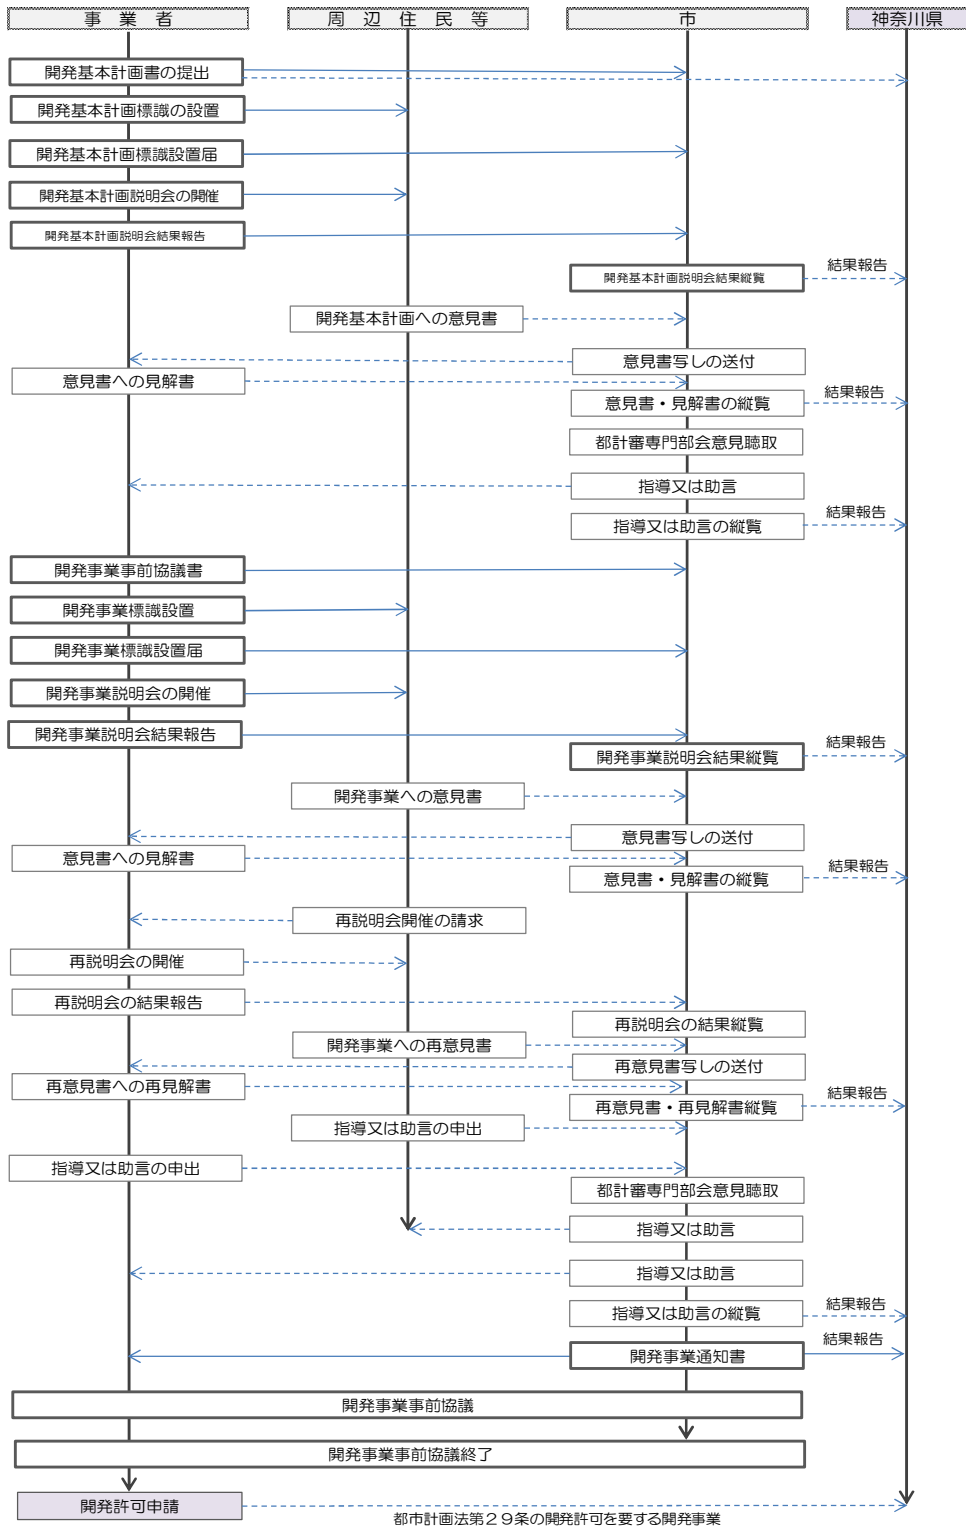 事　業　者
周　辺　住　民　等
市
神奈川県
開発基本計画書の提出
開発基本計画標識の設置
開発基本計画標識設置届
開発基本計画説明会の開催
開発基本計画説明会結果報告
結果報告
開発基本計画説明会結果縦覧
開発基本計画への意見書
意見書写しの送付
意見書への見解書
結果報告
意見書・見解書の縦覧
都計審専門部会意見聴取
指導又は助言
結果報告
指導又は助言の縦覧
開発事業事前協議書
開発事業標識設置
開発事業標識設置届
開発事業説明会の開催
開発事業説明会結果報告
結果報告
開発事業説明会結果縦覧
開発事業への意見書
意見書写しの送付
意見書への見解書
結果報告
意見書・見解書の縦覧
再説明会開催の請求
再説明会の開催
再説明会の結果報告
再説明会の結果縦覧
開発事業への再意見書
再意見書写しの送付
再意見書への再見解書
結果報告
再意見書・再見解書縦覧
指導又は助言の申出
指導又は助言の申出
都計審専門部会意見聴取
指導又は助言
指導又は助言
結果報告
指導又は助言の縦覧
結果報告
開発事業通知書
開発事業事前協議
開発事業事前協議終了
開発許可申請
都市計画法第２９条の開発許可を要する開発事業